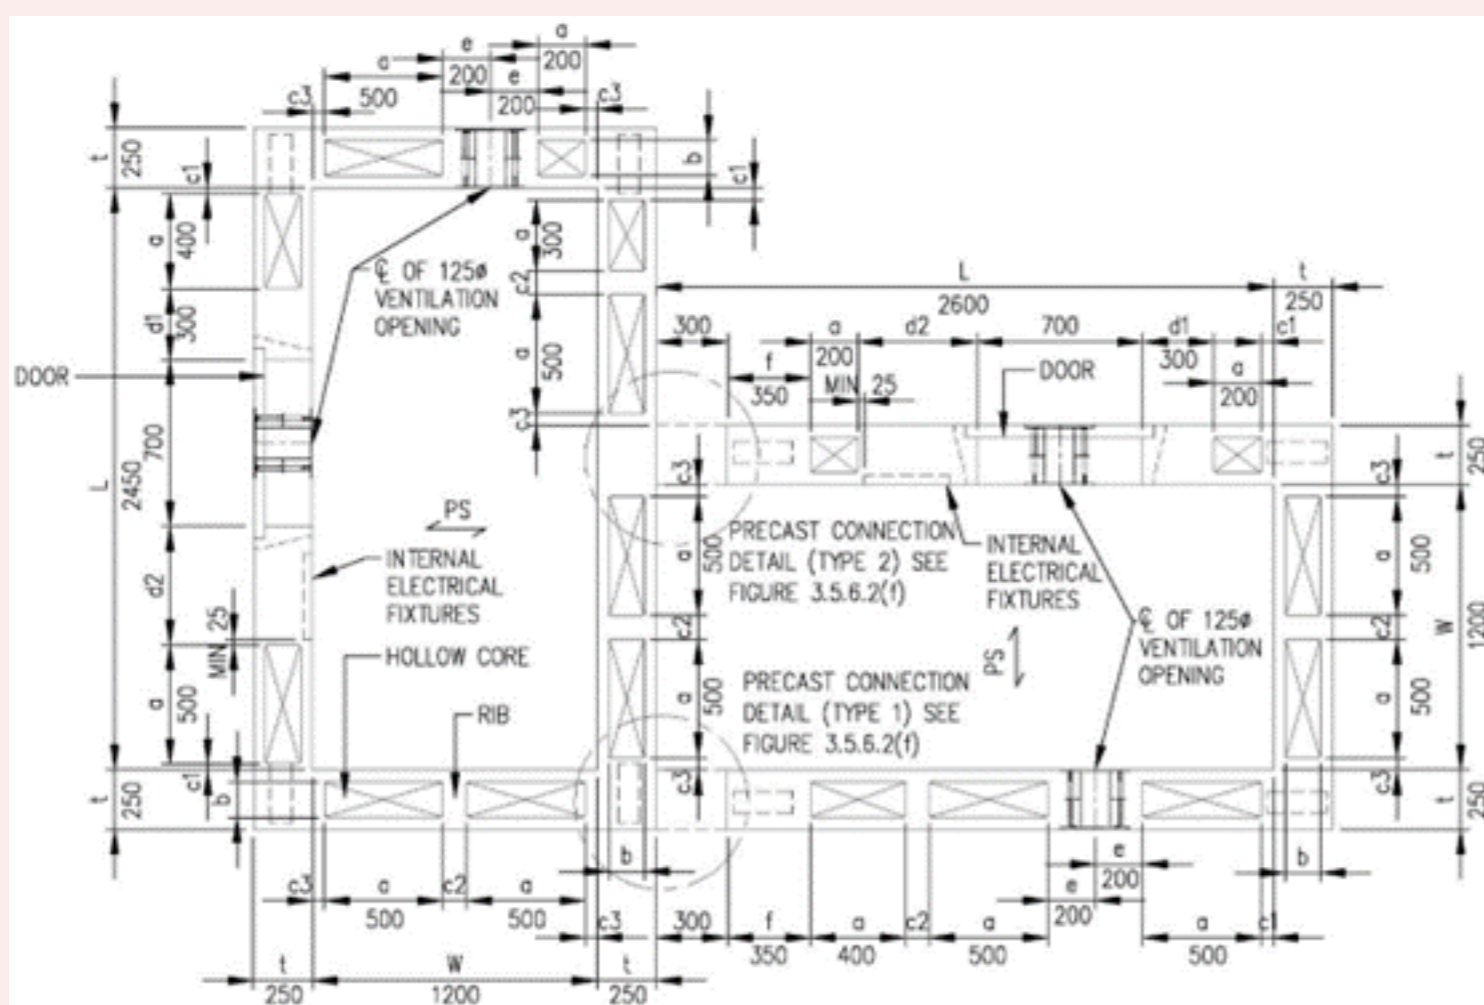 a
e
a
200
200
c3
500
e
200
c3
t
250
c1
b
c1
a
400
a
300
c2
℄ OF 125ø
VENTILATION
OPENING
L
2600
t
250
d1
300
a
500
300
a
200
d2
700
d1
300
c1
a
200
DOOR
f
350
MIN 25
DOOR
c3
700
L
2450
c3
t
250
c3
PS
PRECAST CONNECTION
DETAIL (TYPE 2) SEE
FIGURE 3.5.6.2(f)
INTERNAL
ELECTRICAL
FIXTURES
a
500
a
500
INTERNAL
ELECTRICAL
FIXTURES
d2
MIN 25
c2
℄ OF 125ø
VENTILATION
OPENING
c2
W
1200
HOLLOW CORE
PS
a
500
PRECAST CONNECTION
DETAIL (TYPE 1) SEE
FIGURE 3.5.6.2(f)
a
500
a
500
RIB
c1
b
t
250
c3
c3
t
250
b
e
200
b
c3
a
500
c2
a
500
c3
300
f
350
a
400
c2
a
500
e
200
a
500
c1
t
250
W
1200
t
250